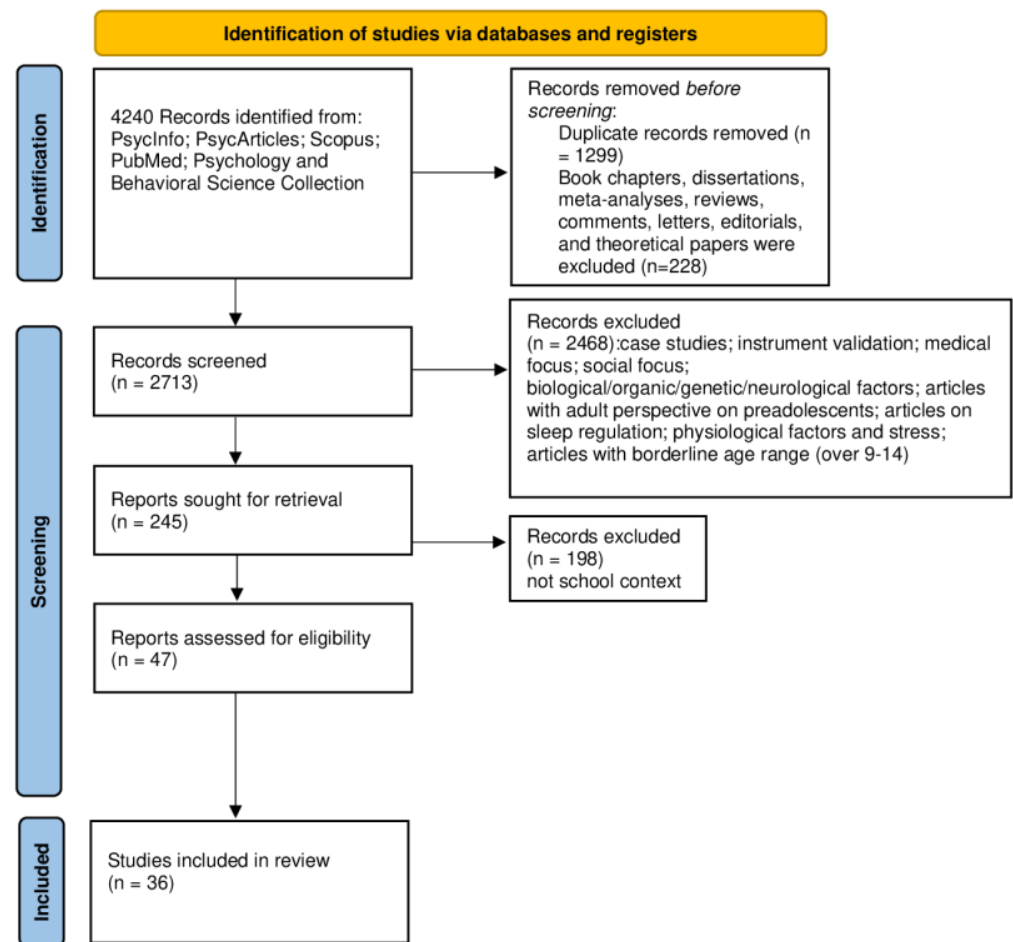 Identification of studies via databases and registers
Identification
4240 Records identified from:
PsycInfo; PsycArticles; Scopus;
PubMed; Psychology and
Behavioral Science Collection
Records removed before
screening:
Duplicate records removed (n
= 1299)
Book chapters, dissertations,
meta-analyses, reviews,
comments, letters, editorials,
and theoretical papers were
excluded (n=228)
Screening
Records screened
(n = 2713)
Records excluded
(n = 2468):case studies; instrument validation; medical
focus; social focus;
biological/organic/genetic/neurological factors; articles
with adult perspective on preadolescents; articles on
sleep regulation; physiological factors and stress;
articles with borderline age range (over 9-14)
Reports sought for retrieval
(n = 245)
Records excluded
(n = 198)
not school context
Reports assessed for eligibility
(n = 47)
Included
Studies included in review
(n = 36)